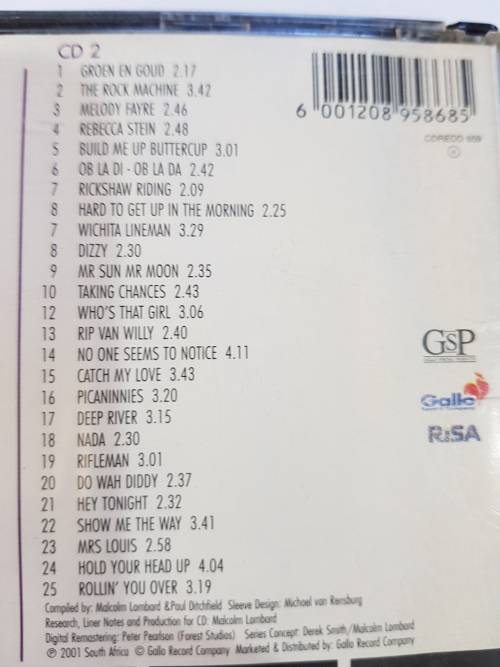 CD 2
1 GROEN EN GOUD 2.17
2 THE ROCK MACHINE 3.42
3 MELODY FAYRE 2.46
4 REBECCA STEIN 2.48
5 BUILD ME UP BUTTERCUP 3.01
6 OB LA DI - OB LA DA 2.42
7 RICKSHAW RIDING 2.09
8 HARD TO GET UP IN THE MORNING 2.25
7 WICHITA LINEMAN 3.29
8 DIZZY 2.30
9 MR SUN MR MOON 2.35
10 TAKING CHANCES 2.43
12 WHO'S THAT GIRL 3.06
13 RIP VAN WILLY 2.40
14 NO ONE SEEMS TO NOTICE 4.11
15 CATCH MY LOVE 3.43
16 PICANINNIES 3.20
17 DEEP RIVER 3.15
18 NADA 2.30
19 RIFLEMAN 3.01
20 DO WAH DIDDY 2.37
21 HEY TONIGHT 2.32
22 SHOW ME THE WAY 3.41
23 MRS LOUIS 2.58
24 HOLD YOUR HEAD UP 4.04
25 ROLLIN' YOU OVER 3.19
6 001208 958685
GSP
Gallo
RiSA
Compiled by: Malcolm Lombard & Paul Ditchfield Sleeve Design: Michael van Rensburg
Research, Liner Notes and Production for CD: Malcolm Lombard
Digital Remastering: Peter Pearlson (Forest Studios) Series Concept: Derek Smith/Malcolm Lombard
℗ 2001 South Africa © Gallo Record Company Marketed & Distributed by: Gallo Record Company